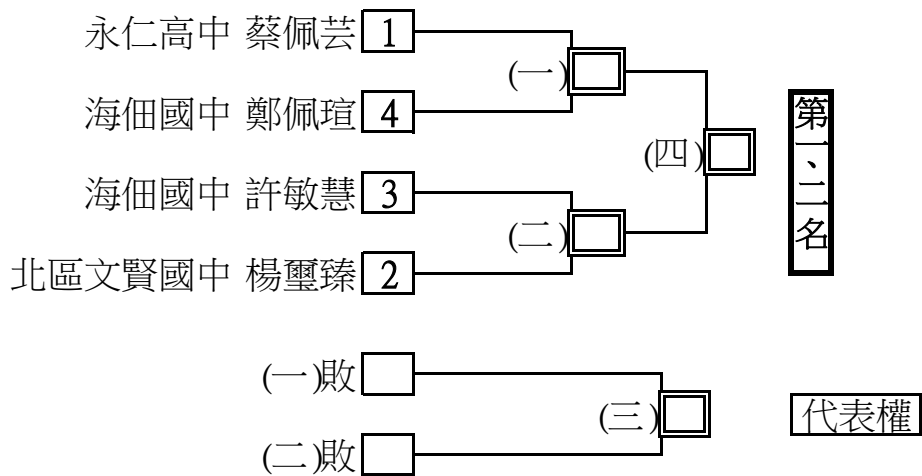 永仁高中 蔡佩芸 1
(一)
海佃國中 鄭佩瑄 4
(四)
第一、二名
海佃國中 許敏慧 3
(二)
北區文賢國中 楊璽臻 2
(一)敗
(三)
代表權
(二)敗